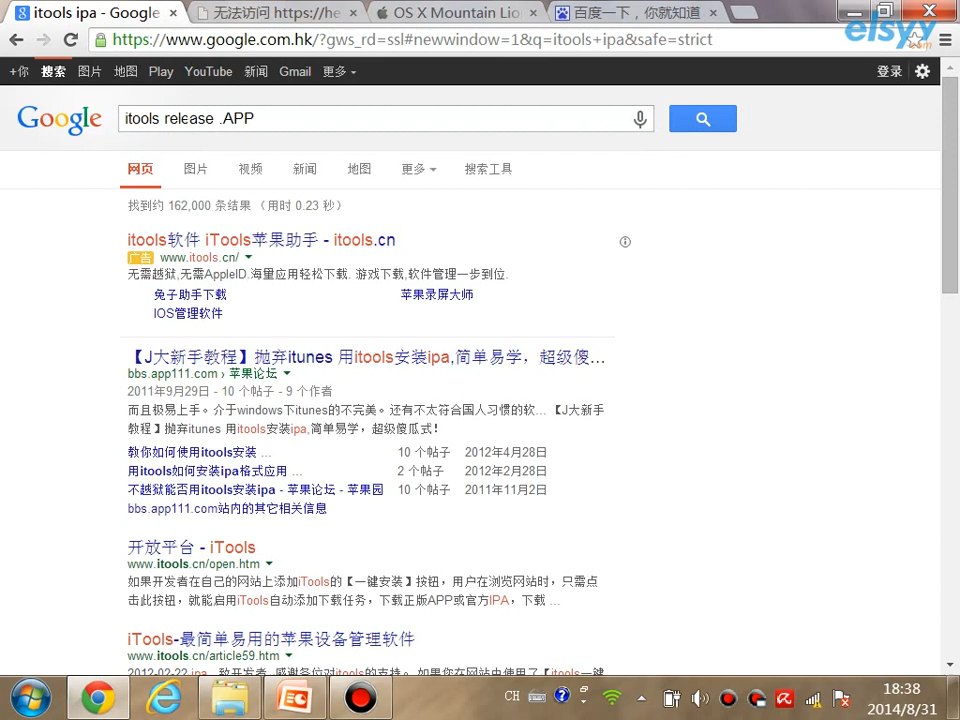 itools ipa - Google
无法访问 https://he
OS X Mountain Lio
百度一下，你就知道
https://www.google.com.hk/?gws_rd=ssl#newwindow=1&q=itools+ipa&safe=strict
elsyy
.com
+你 搜索 图片 地图 Play YouTube 新闻 Gmail 更多
登录
Google
itools release .APP
网页 图片 视频 新闻 地图 更多 搜索工具
找到约 162,000 条结果 （用时 0.23 秒）
itools软件 iTools苹果助手 - itools.cn
广告 www.itools.cn/
无需越狱,无需AppleID.海量应用轻松下载. 游戏下载,软件管理一步到位.
兔子助手下载 苹果录屏大师
IOS管理软件
【J大新手教程】抛弃itunes 用itools安装ipa,简单易学，超级傻...
bbs.app111.com › 苹果论坛
2011年9月29日 - 10 个帖子 - 9 个作者
而且极易上手。介于windows下itunes的不完美。还有不太符合国人习惯的软... 【J大新手
教程】抛弃itunes 用itools安装ipa,简单易学，超级傻瓜式！
教你如何使用itools安装 ... 10 个帖子 2012年4月28日
用itools如何安装ipa格式应用 ... 2 个帖子 2012年2月28日
不越狱能否用itools安装ipa - 苹果论坛 - 苹果园 10 个帖子 2011年11月2日
bbs.app111.com站内的其它相关信息
开放平台 - iTools
www.itools.cn/open.htm
如果开发者在自己的网站上添加iTools的【一键安装】按钮，用户在浏览网站时，只需点
击此按钮，就能启用iTools自动添加下载任务，下载正版APP或官方IPA，下载 ...
iTools-最简单易用的苹果设备管理软件
www.itools.cn/article59.htm
CH
18:38
2014/8/31